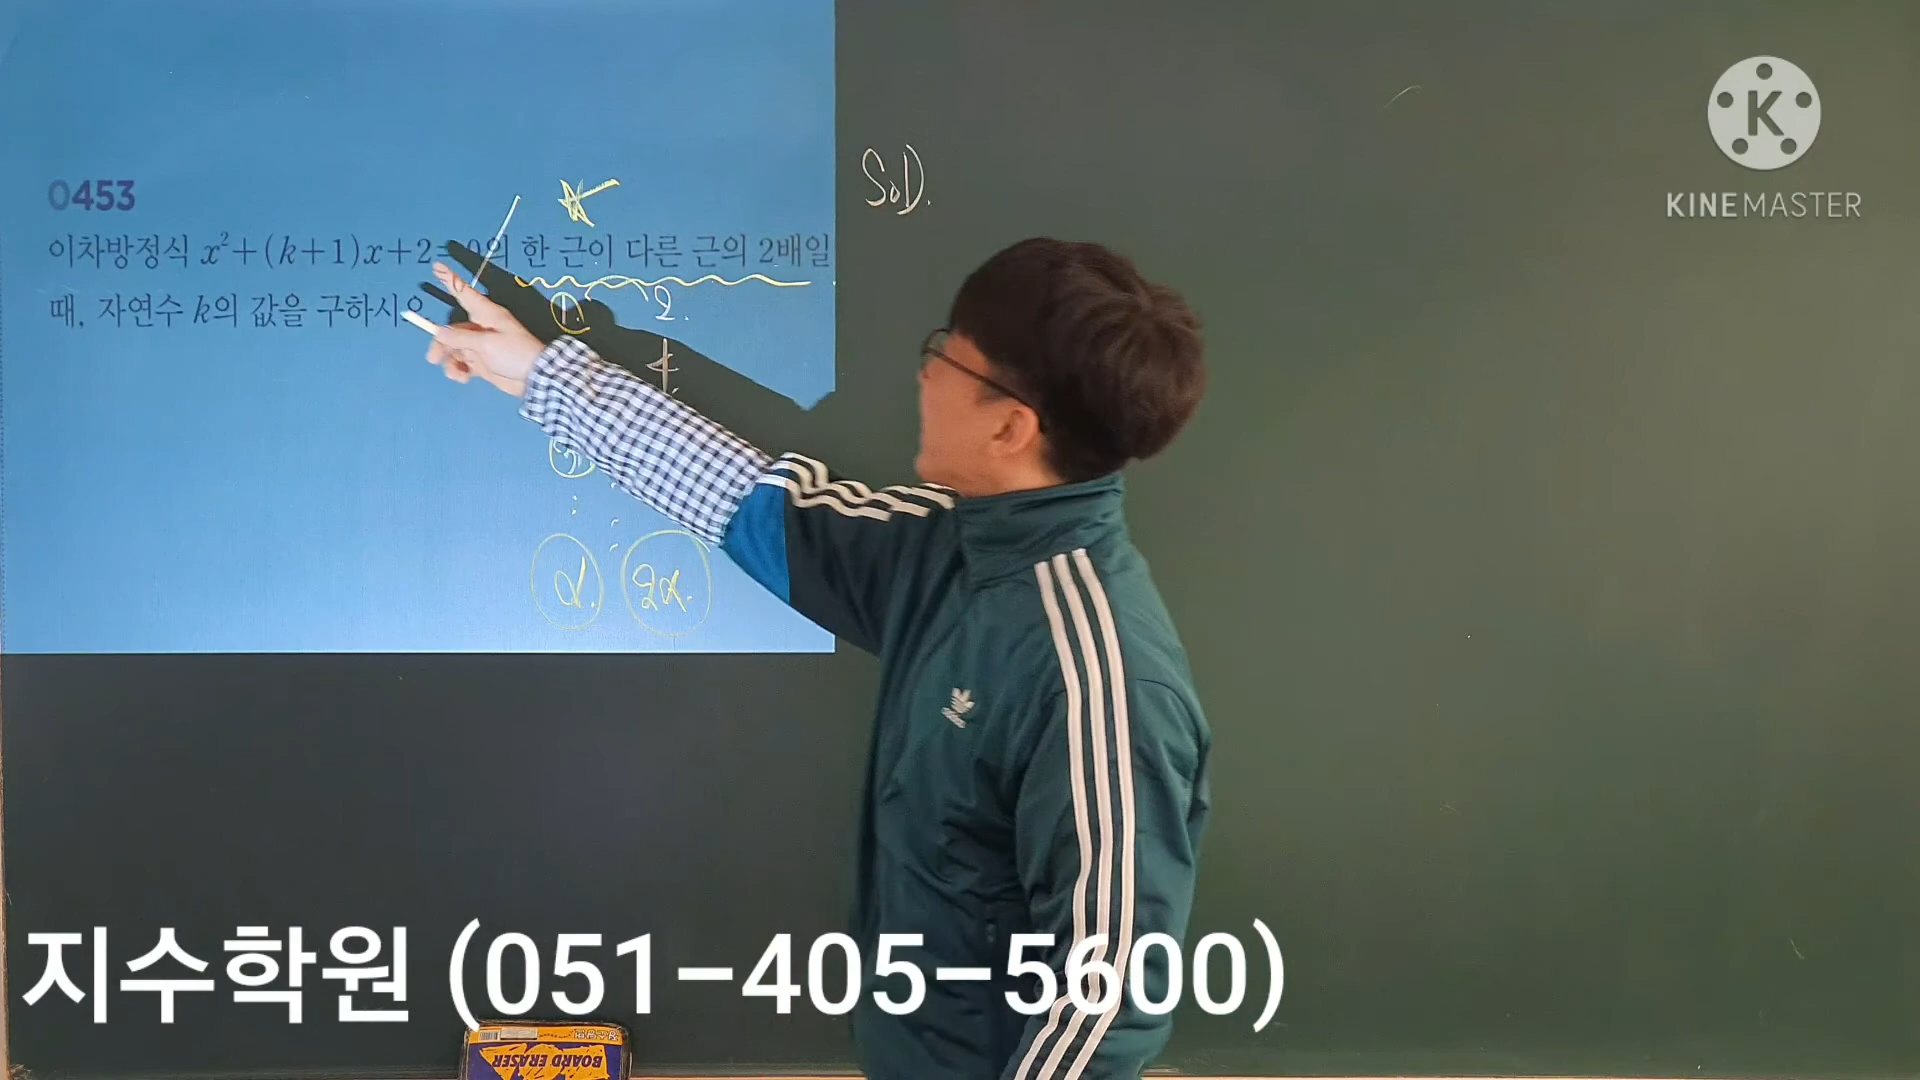 0453
이차방정식 x²+(k+1)x+2=0의 한 근이 다른 근의 2배일
때, 자연수 k의 값을 구하시오
① 2.
4
α. 2α.
Sol).
KINEMASTER
지수학원 (051-405-5600)
BOARD ERASER